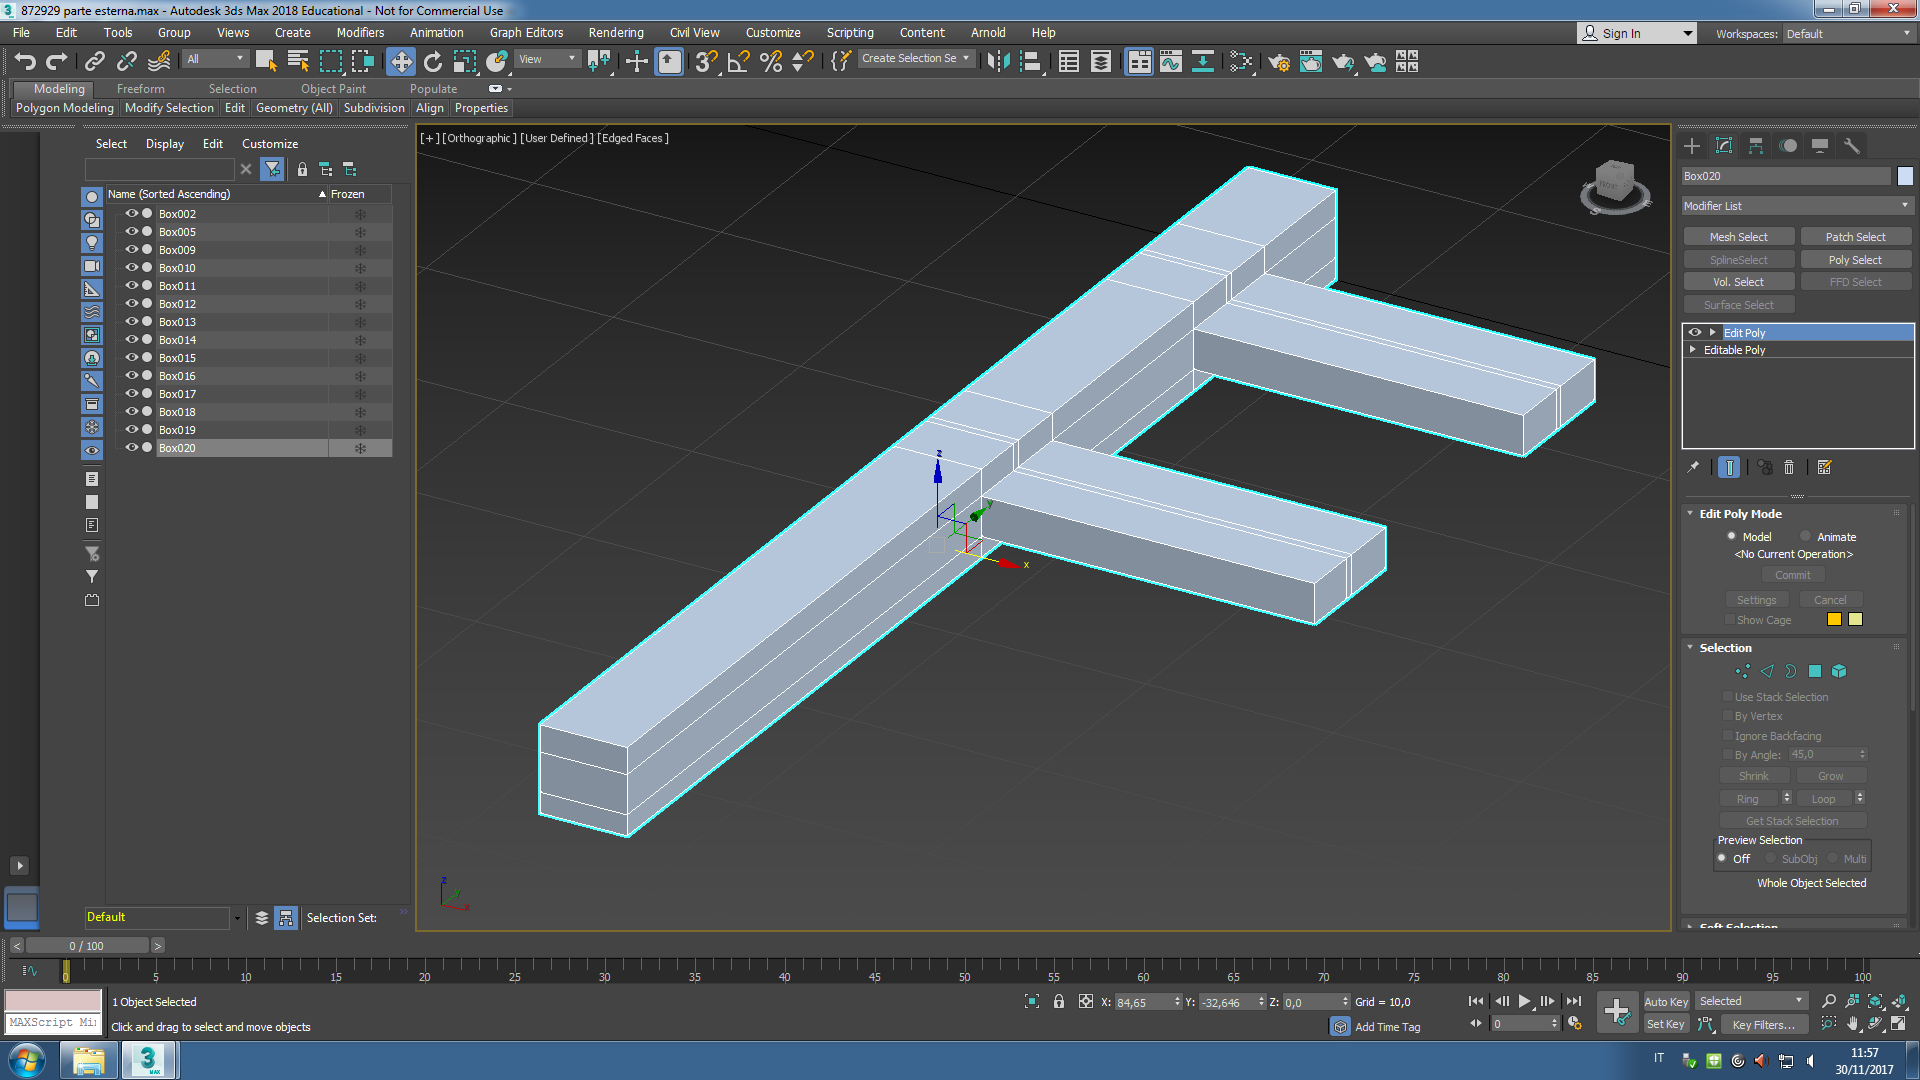 872929 parte esterna.max - Autodesk 3ds Max 2018 Educational - Not for Commercial Use
File Edit Tools Group Views Create Modifiers Animation Graph Editors Rendering Civil View Customize Scripting Content Arnold Help
Sign In Workspaces: Default
All View Create Selection Se
Modeling Freeform Selection Object Paint Populate
Polygon Modeling Modify Selection Edit Geometry (All) Subdivision Align Properties
Select Display Edit Customize
Name (Sorted Ascending) Frozen
Box002
Box005
Box009
Box010
Box011
Box012
Box013
Box014
Box015
Box016
Box017
Box018
Box019
Box020
Default Selection Set:
[+] [Orthographic] [User Defined] [Edged Faces]
z
y
x
z
y
x
Box020
Modifier List
Mesh Select Patch Select
SplineSelect Poly Select
Vol. Select FFD Select
Surface Select
Edit Poly
Editable Poly
Edit Poly Mode
Model Animate
<No Current Operation>
Commit
Settings Cancel
Show Cage
Selection
Use Stack Selection
By Vertex
Ignore Backfacing
By Angle: 45,0
Shrink Grow
Ring Loop
Get Stack Selection
Preview Selection
Off SubObj Multi
Whole Object Selected
Soft Selection
< 0 / 100 >
0 5 10 15 20 25 30 35 40 45 50 55 60 65 70 75 80 85 90 95 100
1 Object Selected
X: 84,65 Y: -32,646 Z: 0,0 Grid = 10,0
Auto Key Selected
MAXScript Mi
Click and drag to select and move objects
Add Time Tag
0
Set Key Key Filters...
3 MAX
IT
11:57
30/11/2017